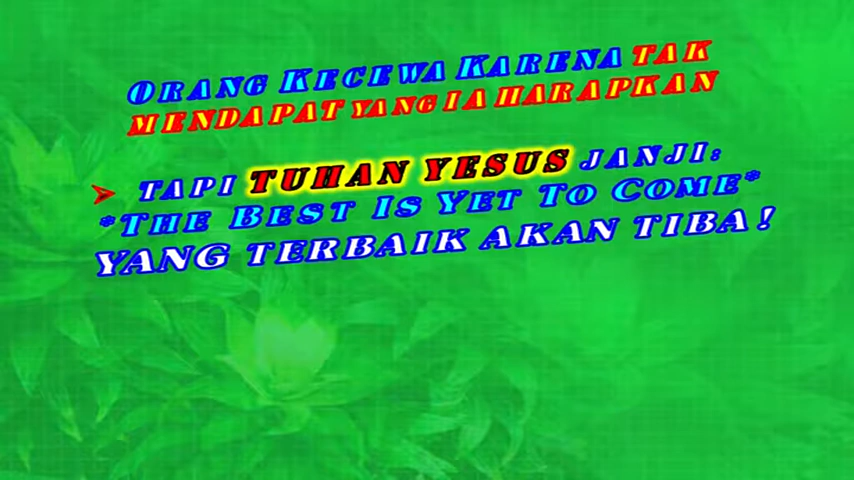 Orang Kecewa Karena tak
mendapat yang ia harapkan
➢ tapi Tuhan Yesus janji:
*The Best Is Yet To Come*
Yang terbaik akan tiba!